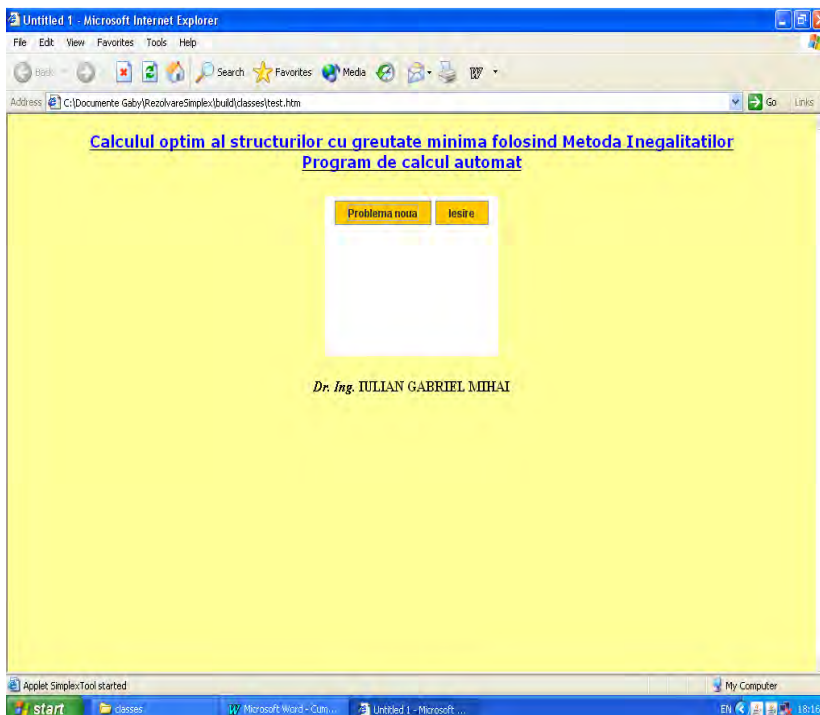 Untitled 1 - Microsoft Internet Explorer
File Edit View Favorites Tools Help
Back Search Favorites Media
Address C:\Documente Gaby\RezolvareSimplex\build\classes\test.htm Go Links
Calculul optim al structurilor cu greutate minima folosind Metoda Inegalitatilor
Program de calcul automat
Problema noua Iesire
Dr. Ing. IULIAN GABRIEL MIHAI
Applet SimplexTool started My Computer
start classes Microsoft Word - Cum... Untitled 1 - Microsoft ... EN 18:16